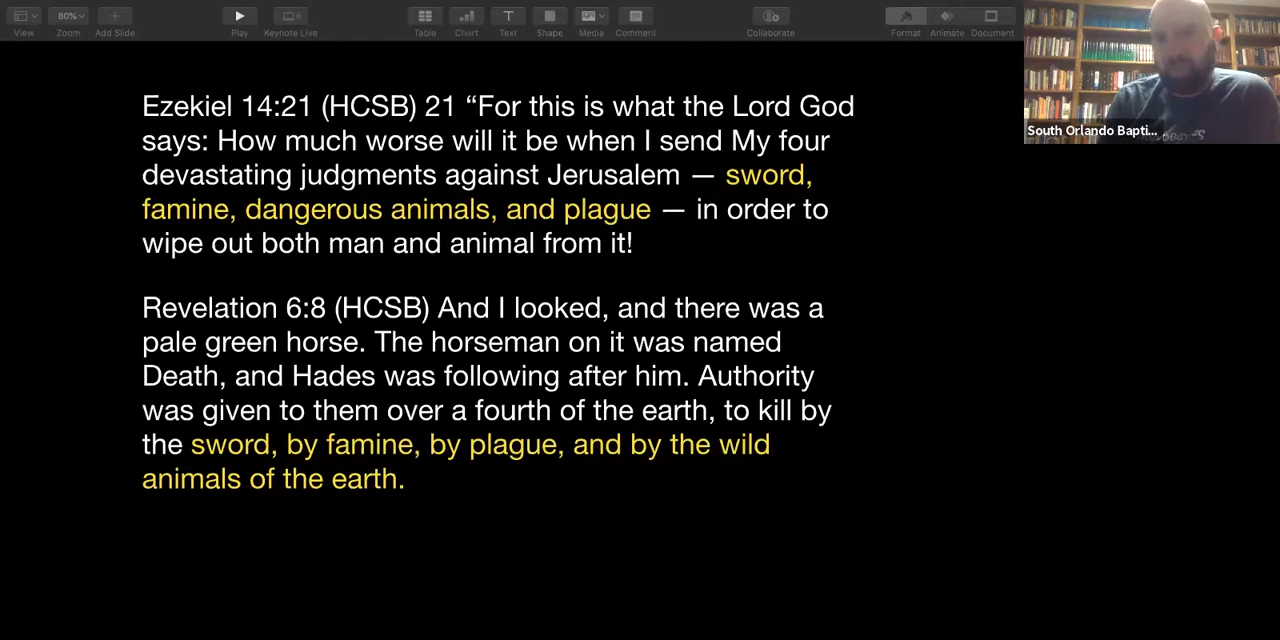 View 80% Zoom Add Slide Play Keynote Live Table Chart Text Shape Media Comment Collaborate Format Animate Document
South Orlando Bapti...
Ezekiel 14:21 (HCSB) 21 “For this is what the Lord God
says: How much worse will it be when I send My four
devastating judgments against Jerusalem — sword,
famine, dangerous animals, and plague — in order to
wipe out both man and animal from it!
Revelation 6:8 (HCSB) And I looked, and there was a
pale green horse. The horseman on it was named
Death, and Hades was following after him. Authority
was given to them over a fourth of the earth, to kill by
the sword, by famine, by plague, and by the wild
animals of the earth.